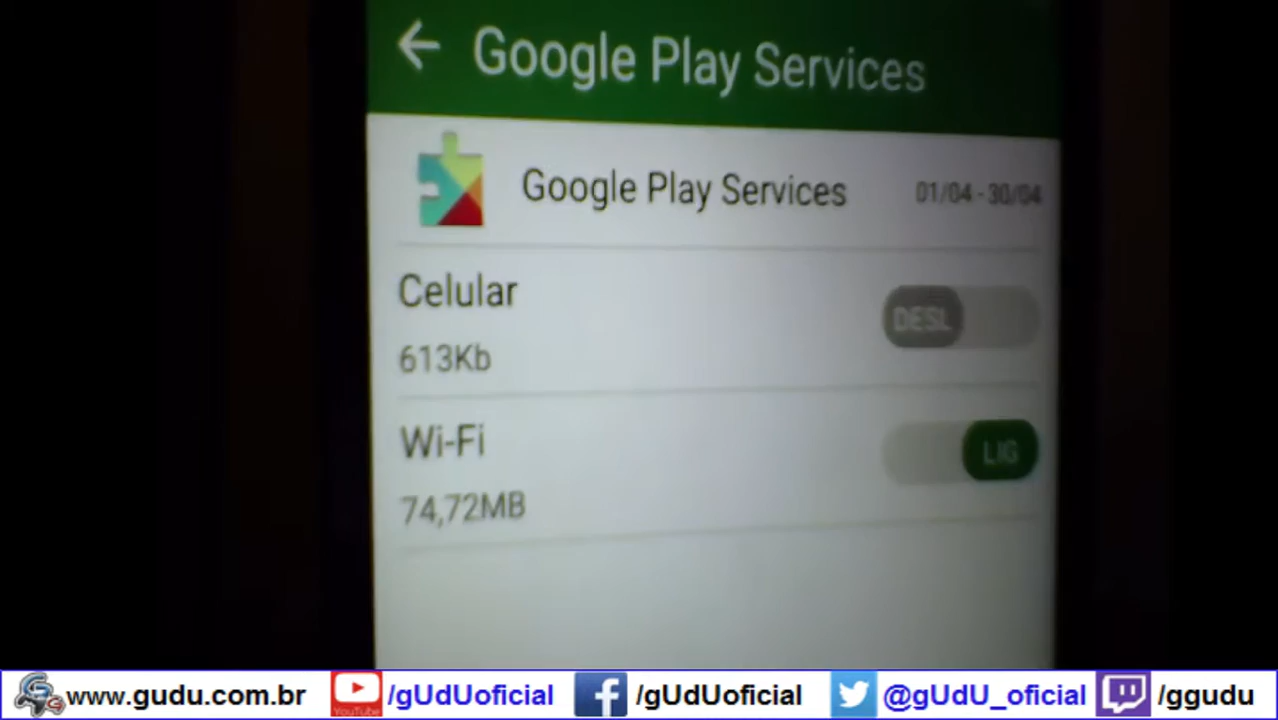 Google Play Services
Google Play Services 01/04 - 30/04
Celular
DESL
613Kb
Wi-Fi
LIG
74,72MB
www.gudu.com.br YouTube /gUdUoficial /gUdUoficial @gUdU_oficial /ggudu